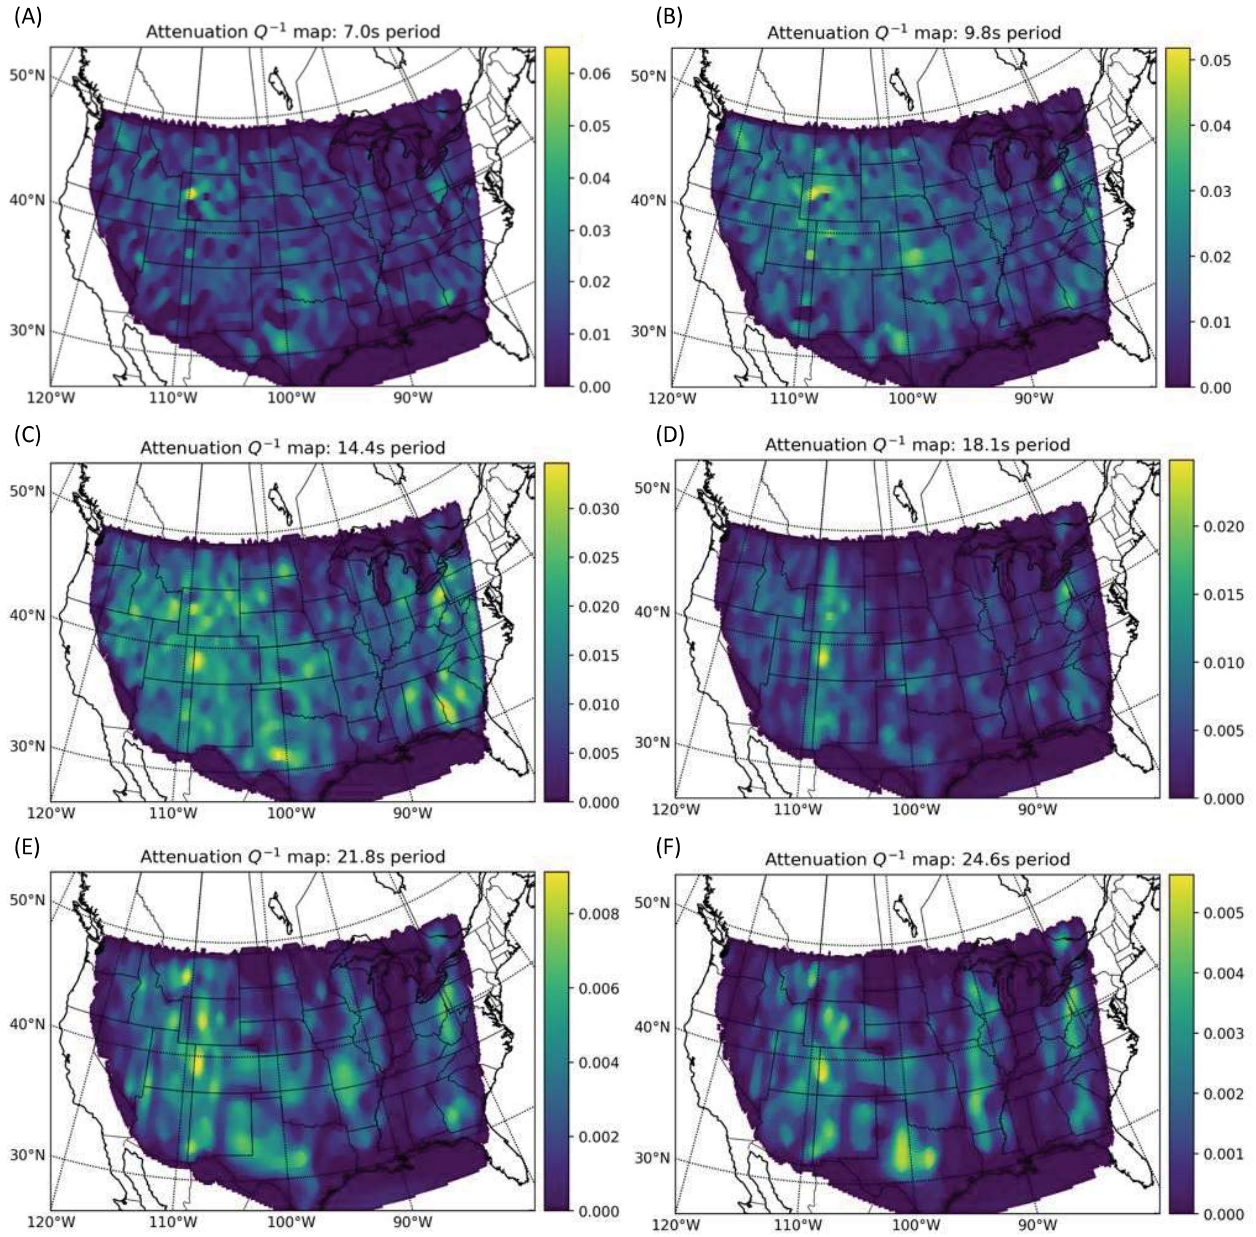 (A)
Attenuation Q⁻¹ map: 7.0s period
50°N
40°N
30°N
120°W 110°W 100°W 90°W
0.06
0.05
0.04
0.03
0.02
0.01
0.00
(B)
Attenuation Q⁻¹ map: 9.8s period
50°N
40°N
30°N
120°W 110°W 100°W 90°W
0.05
0.04
0.03
0.02
0.01
0.00
(C)
Attenuation Q⁻¹ map: 14.4s period
50°N
40°N
30°N
120°W 110°W 100°W 90°W
0.030
0.025
0.020
0.015
0.010
0.005
0.000
(D)
Attenuation Q⁻¹ map: 18.1s period
50°N
40°N
30°N
120°W 110°W 100°W 90°W
0.020
0.015
0.010
0.005
0.000
(E)
Attenuation Q⁻¹ map: 21.8s period
50°N
40°N
30°N
120°W 110°W 100°W 90°W
0.008
0.006
0.004
0.002
0.000
(F)
Attenuation Q⁻¹ map: 24.6s period
50°N
40°N
30°N
120°W 110°W 100°W 90°W
0.005
0.004
0.003
0.002
0.001
0.000